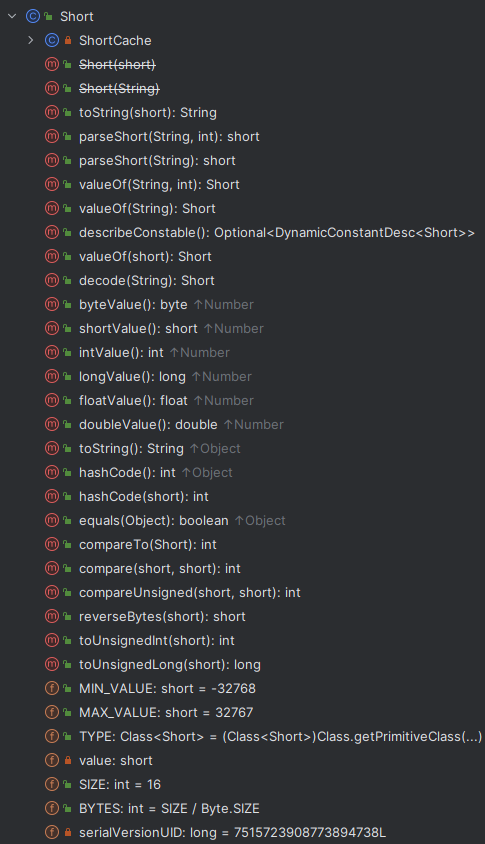 Short
ShortCache
Short(short)
Short(String)
toString(short): String
parseShort(String, int): short
parseShort(String): short
valueOf(String, int): Short
valueOf(String): Short
describeConstable(): Optional<DynamicConstantDesc<Short>>
valueOf(short): Short
decode(String): Short
byteValue(): byte ↑Number
shortValue(): short ↑Number
intValue(): int ↑Number
longValue(): long ↑Number
floatValue(): float ↑Number
doubleValue(): double ↑Number
toString(): String ↑Object
hashCode(): int ↑Object
hashCode(short): int
equals(Object): boolean ↑Object
compareTo(Short): int
compare(short, short): int
compareUnsigned(short, short): int
reverseBytes(short): short
toUnsignedInt(short): int
toUnsignedLong(short): long
MIN_VALUE: short = -32768
MAX_VALUE: short = 32767
TYPE: Class<Short> = (Class<Short>)Class.getPrimitiveClass(...)
value: short
SIZE: int = 16
BYTES: int = SIZE / Byte.SIZE
serialVersionUID: long = 7515723908773894738L